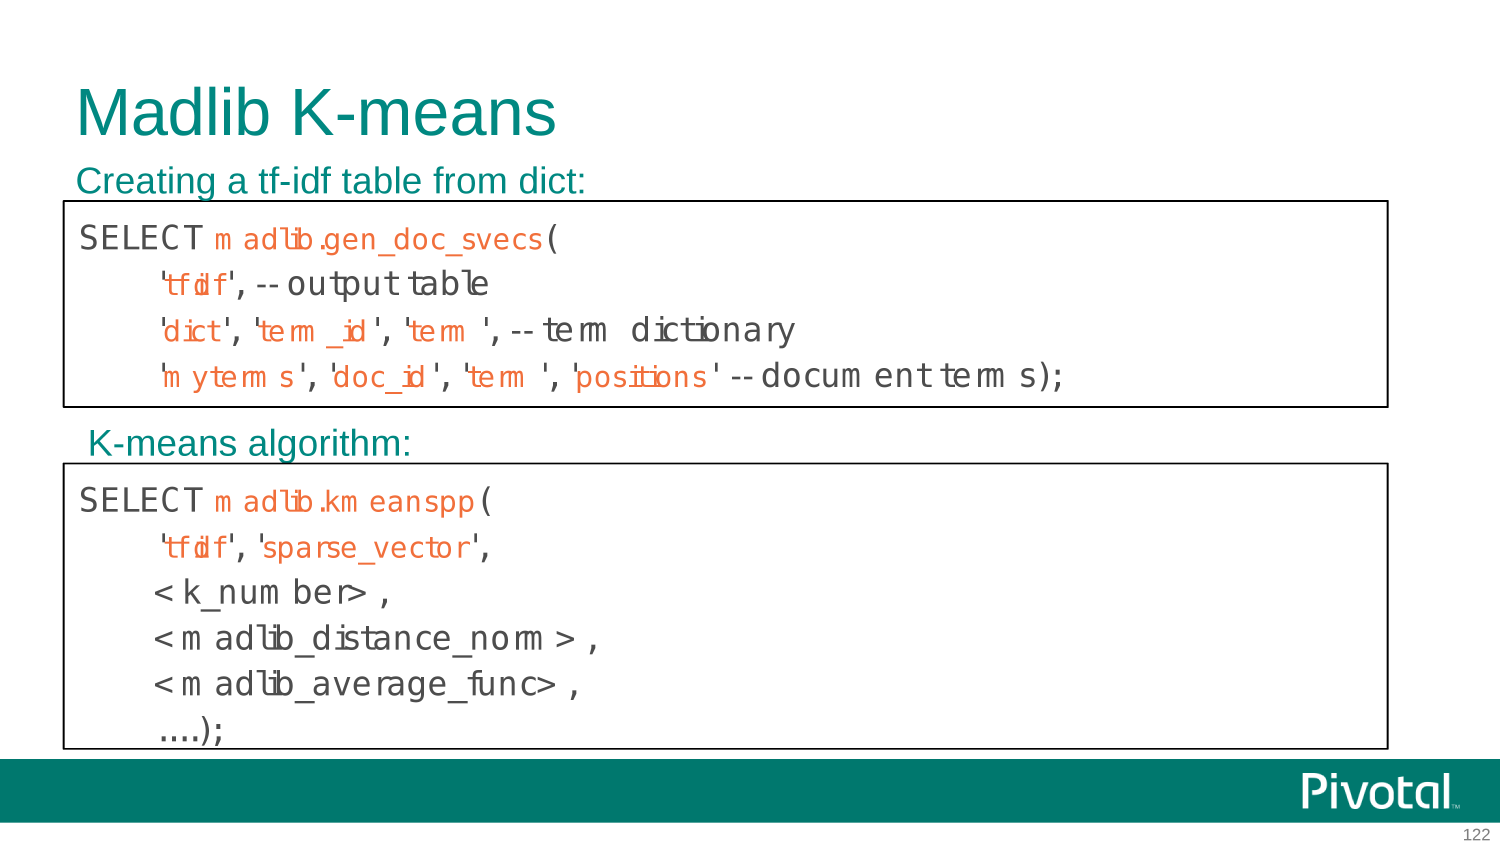 Madlib K-means
Creating a tf-idf table from dict:
SELECT madlib.gen_doc_svecs(
'tfidf', -- output table
'dict', 'term_id', 'term', -- term dictionary
'myterms', 'doc_id', 'term', 'positions' -- document terms);
K-means algorithm:
SELECT madlib.kmeanspp(
'tfidf', 'sparse_vector',
<k_number>,
<madlib_distance_norm>,
<madlib_average_func>,
.....);
Pivotal™
122